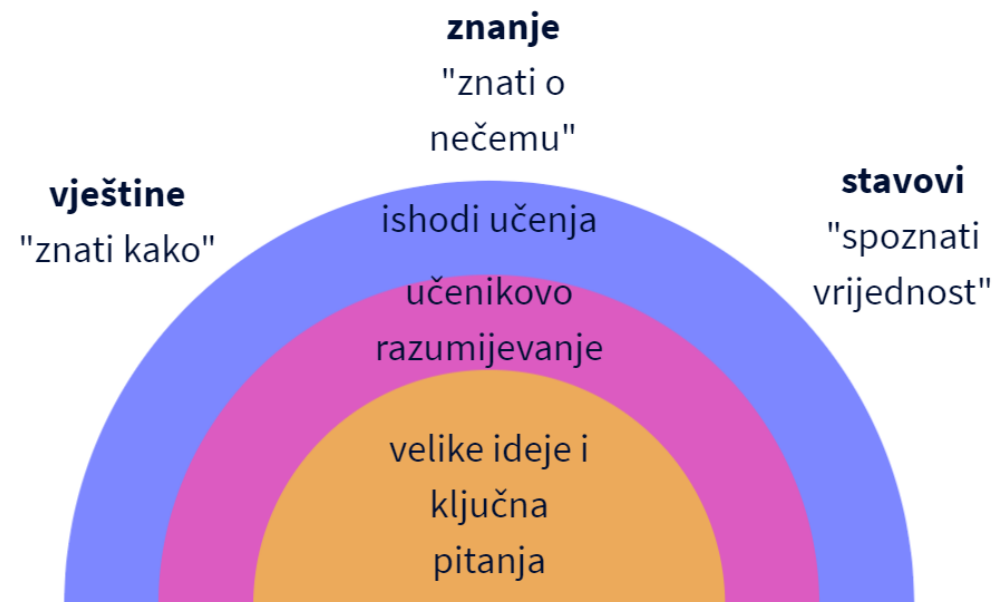 znanje
"znati o
nečemu"
vještine
"znati kako"
stavovi
"spoznati
vrijednost"
ishodi učenja
učenikovo
razumijevanje
velike ideje i
ključna
pitanja